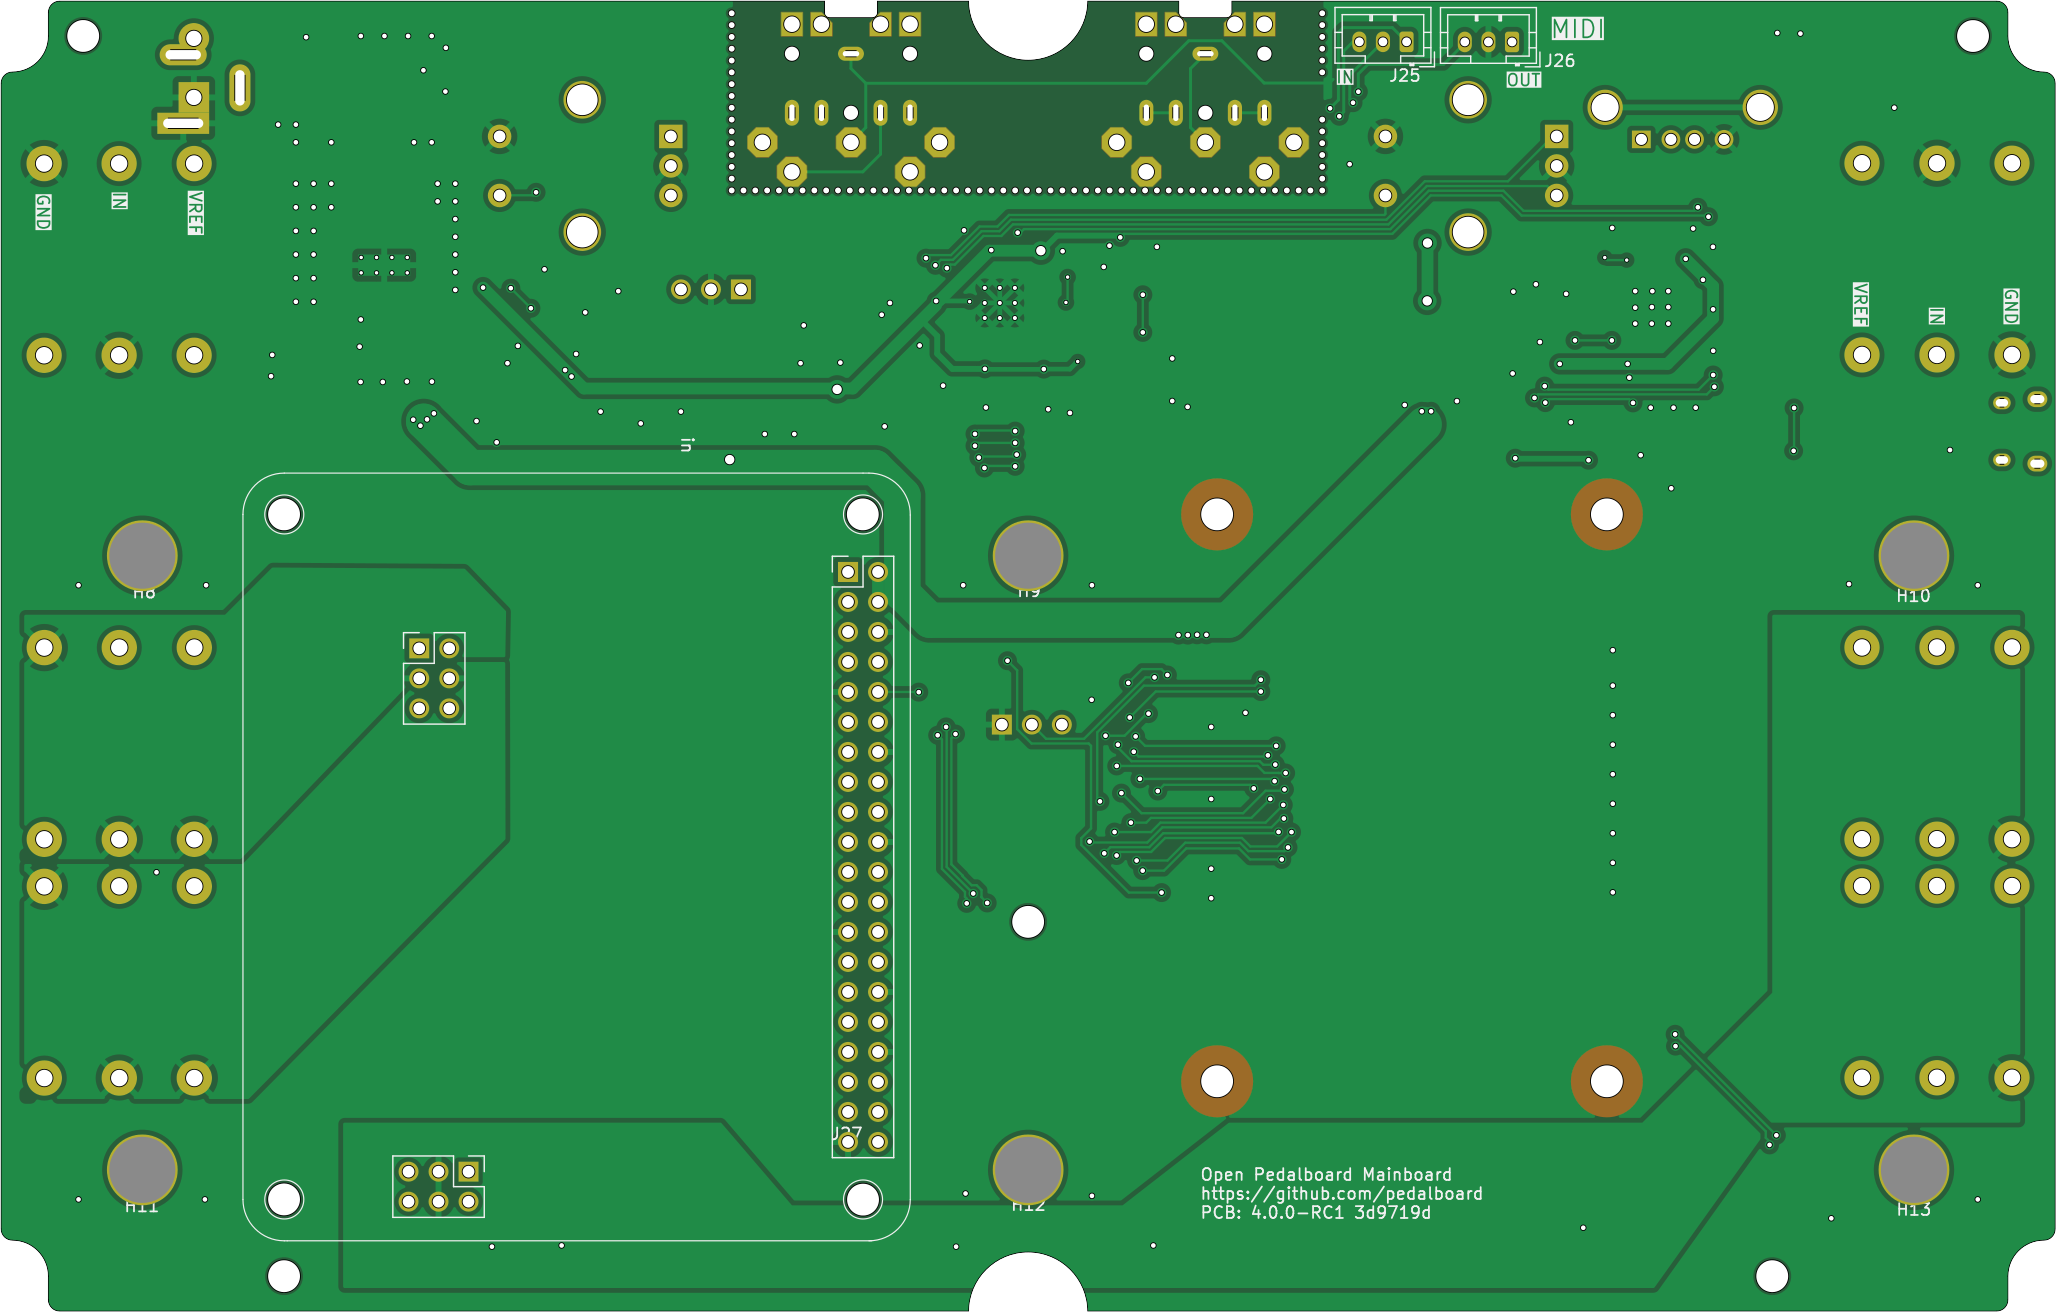 MIDI
IN
J25
J26
OUT
GND
IN
VREF
VREF
IN
GND
in
H8
H9
H10
J27
Open Pedalboard Mainboard
https://github.com/pedalboard
PCB: 4.0.0-RC1 3d9719d
H11
H12
H13